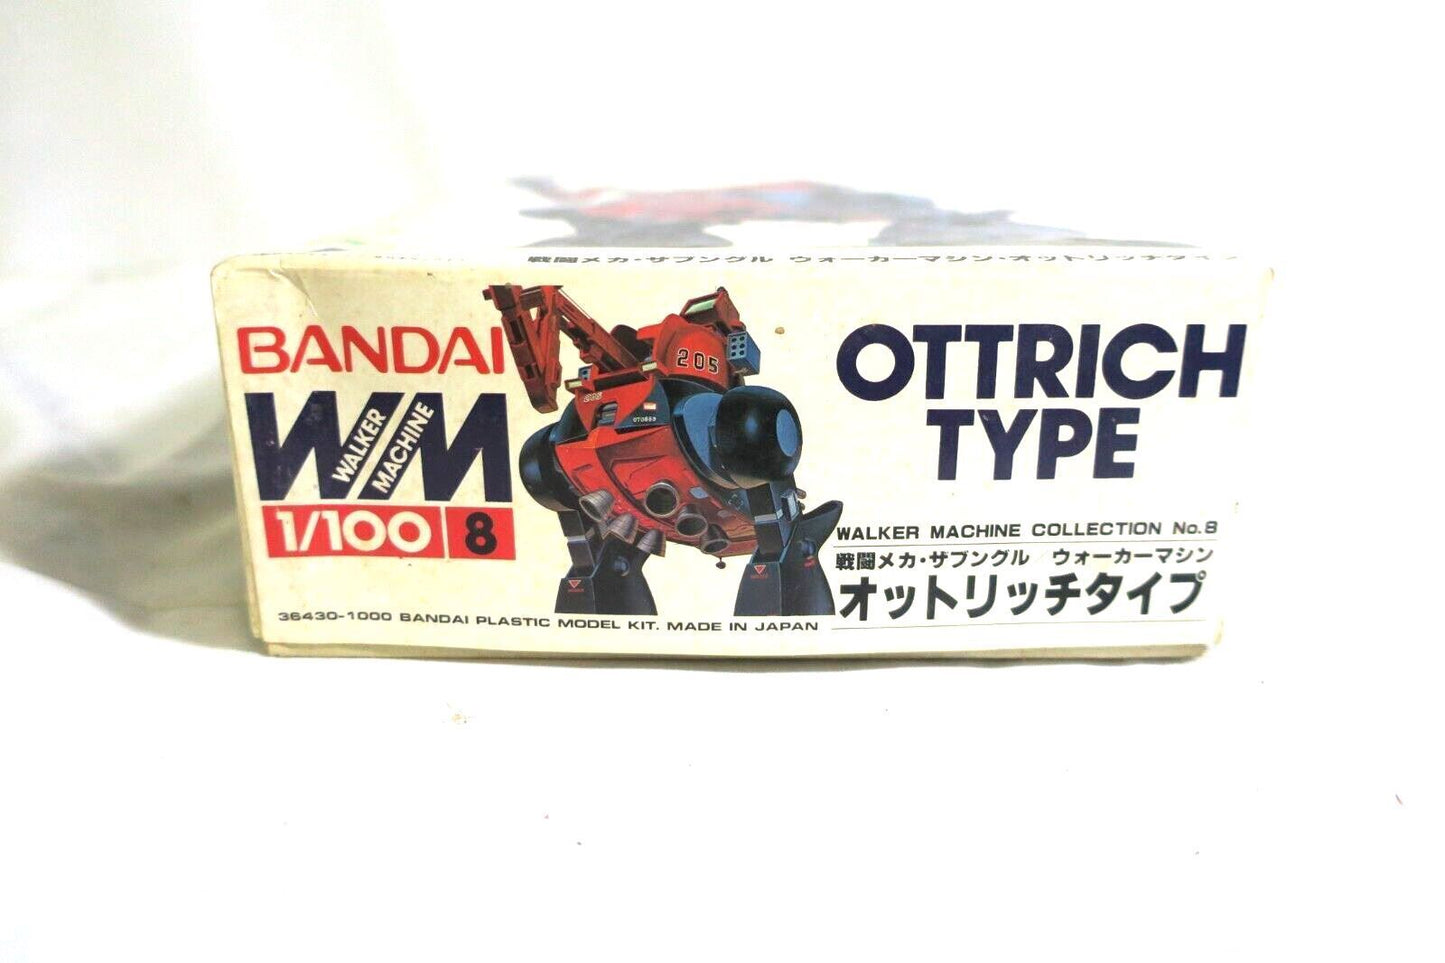 戦闘メカ・ザブングル ウォーカーマシン・オットリッチタイプ
BANDAI
WM
WALKER
MACHINE
1/100 8
205
205
070683
OTTRICH
TYPE
WALKER MACHINE COLLECTION No.8
戦闘メカ・ザブングル／ウォーカーマシン
オットリッチタイプ
36430-1000 BANDAI PLASTIC MODEL KIT. MADE IN JAPAN